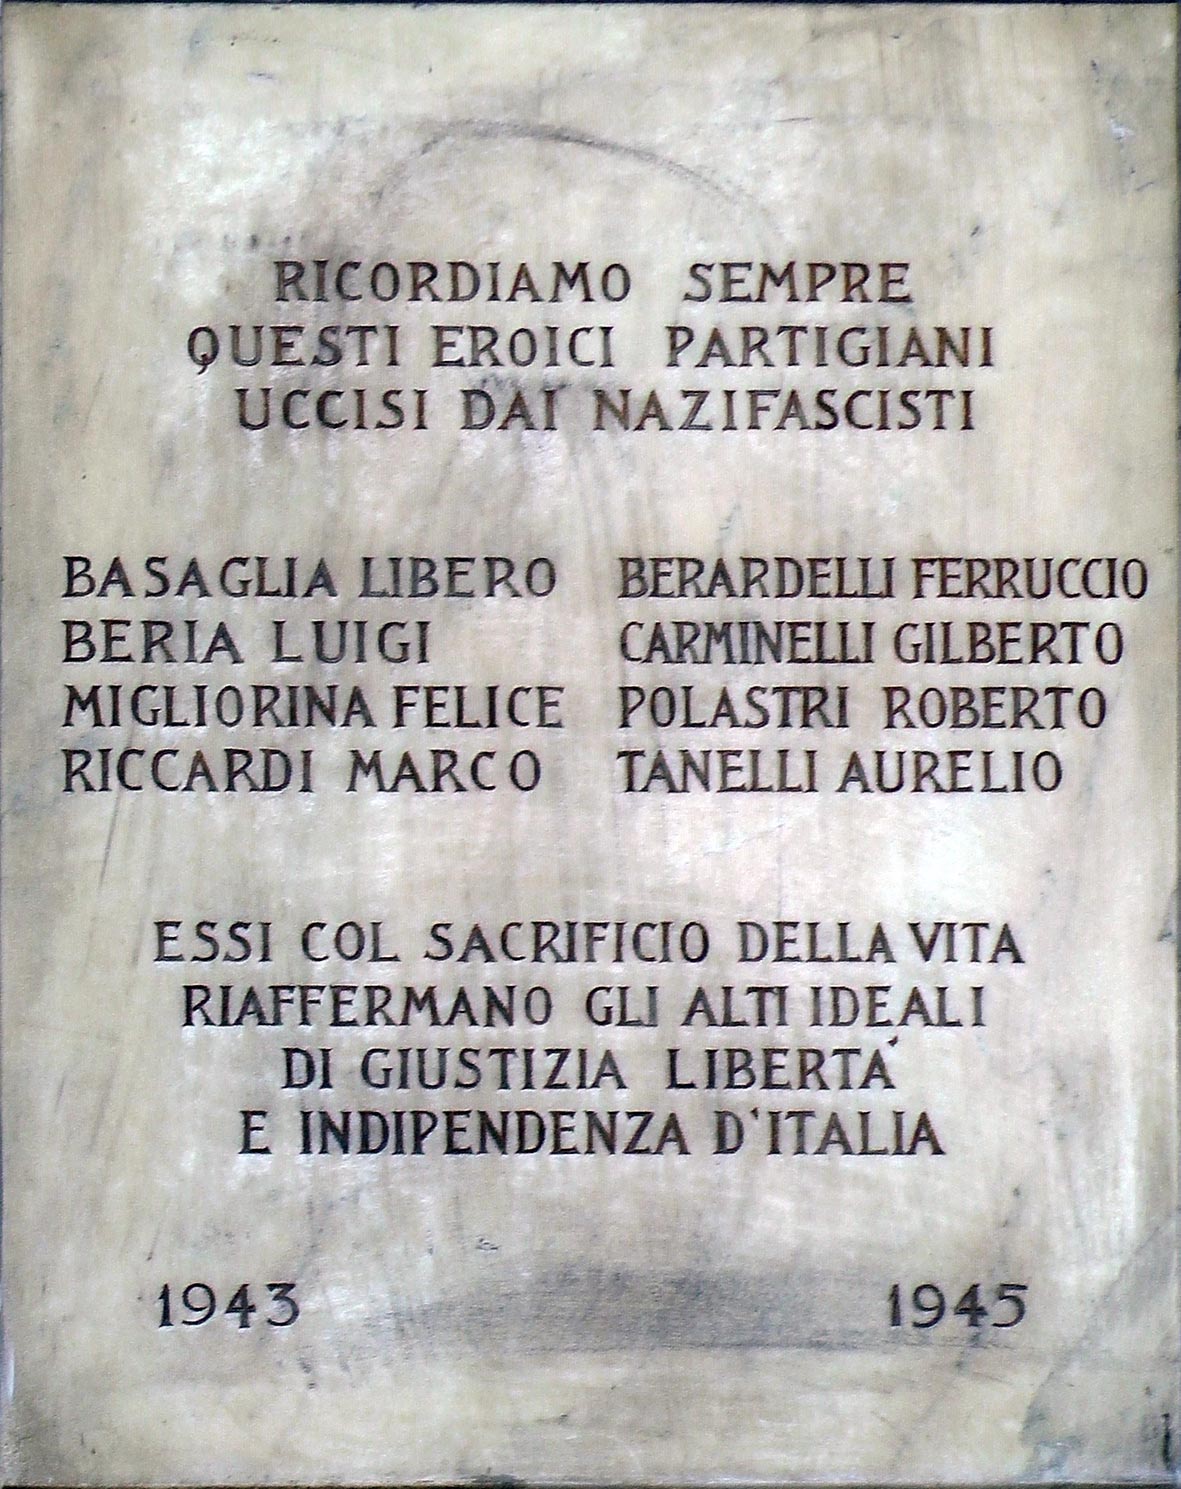 RICORDIAMO SEMPRE
QUESTI EROICI PARTIGIANI
UCCISI DAI NAZIFASCISTI
BASAGLIA LIBERO BERARDELLI FERRUCCIO
BERIA LUIGI CARMINELLI GILBERTO
MIGLIORINA FELICE POLASTRI ROBERTO
RICCARDI MARCO TANELLI AURELIO
ESSI COL SACRIFICIO DELLA VITA
RIAFFERMANO GLI ALTI IDEALI
DI GIUSTIZIA LIBERTÁ
E INDIPENDENZA D'ITALIA
1943 1945